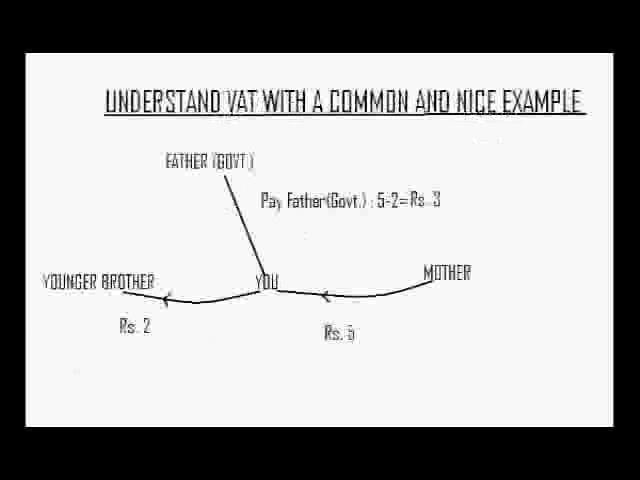 UNDERSTAND VAT WITH A COMMON AND NICE EXAMPLE
FATHER (GOVT.)
Pay Father(Govt.) : 5-2= Rs. 3
YOUNGER BROTHER
YOU
MOTHER
Rs. 2
Rs. 5